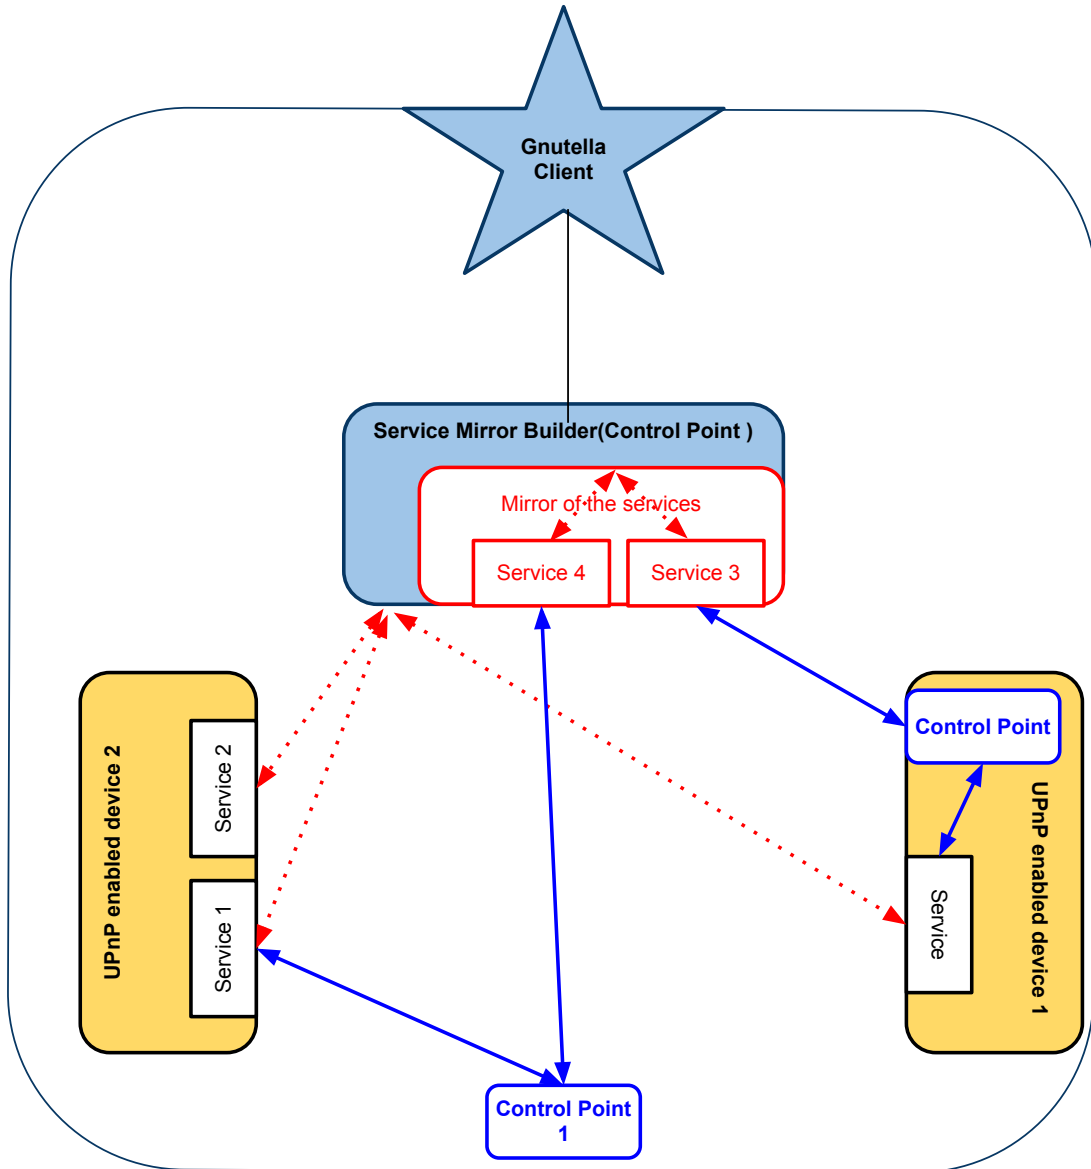 Gnutella
Client
Service Mirror Builder(Control Point )
Mirror of the services
Service 4
Service 3
UPnP enabled device 2
Service 2
Service 1
Control Point
UPnP enabled device 1
Service
Control Point
1